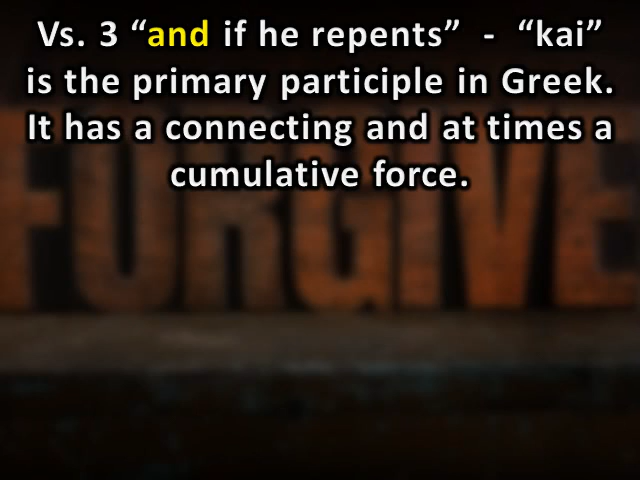 Vs. 3 “and if he repents” - “kai”
is the primary participle in Greek.
It has a connecting and at times a
cumulative force.
FORGIVE